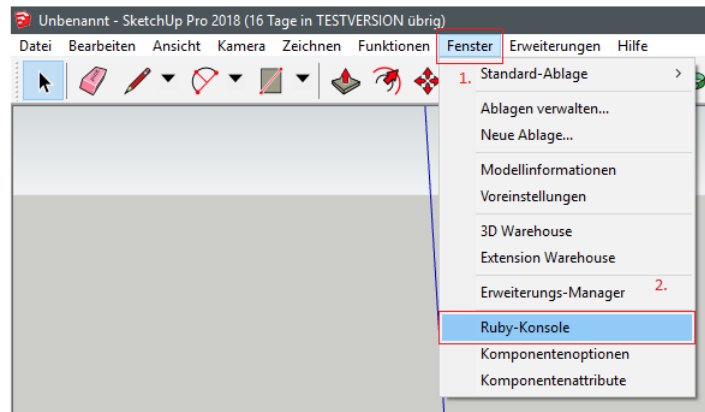 Unbenannt - SketchUp Pro 2018 (16 Tage in TESTVERSION übrig)
Datei Bearbeiten Ansicht Kamera Zeichnen Funktionen Fenster Erweiterungen Hilfe
1. Standard-Ablage >
Ablagen verwalten...
Neue Ablage...
Modellinformationen
Voreinstellungen
3D Warehouse
Extension Warehouse
Erweiterungs-Manager 2.
Ruby-Konsole
Komponentenoptionen
Komponentenattribute